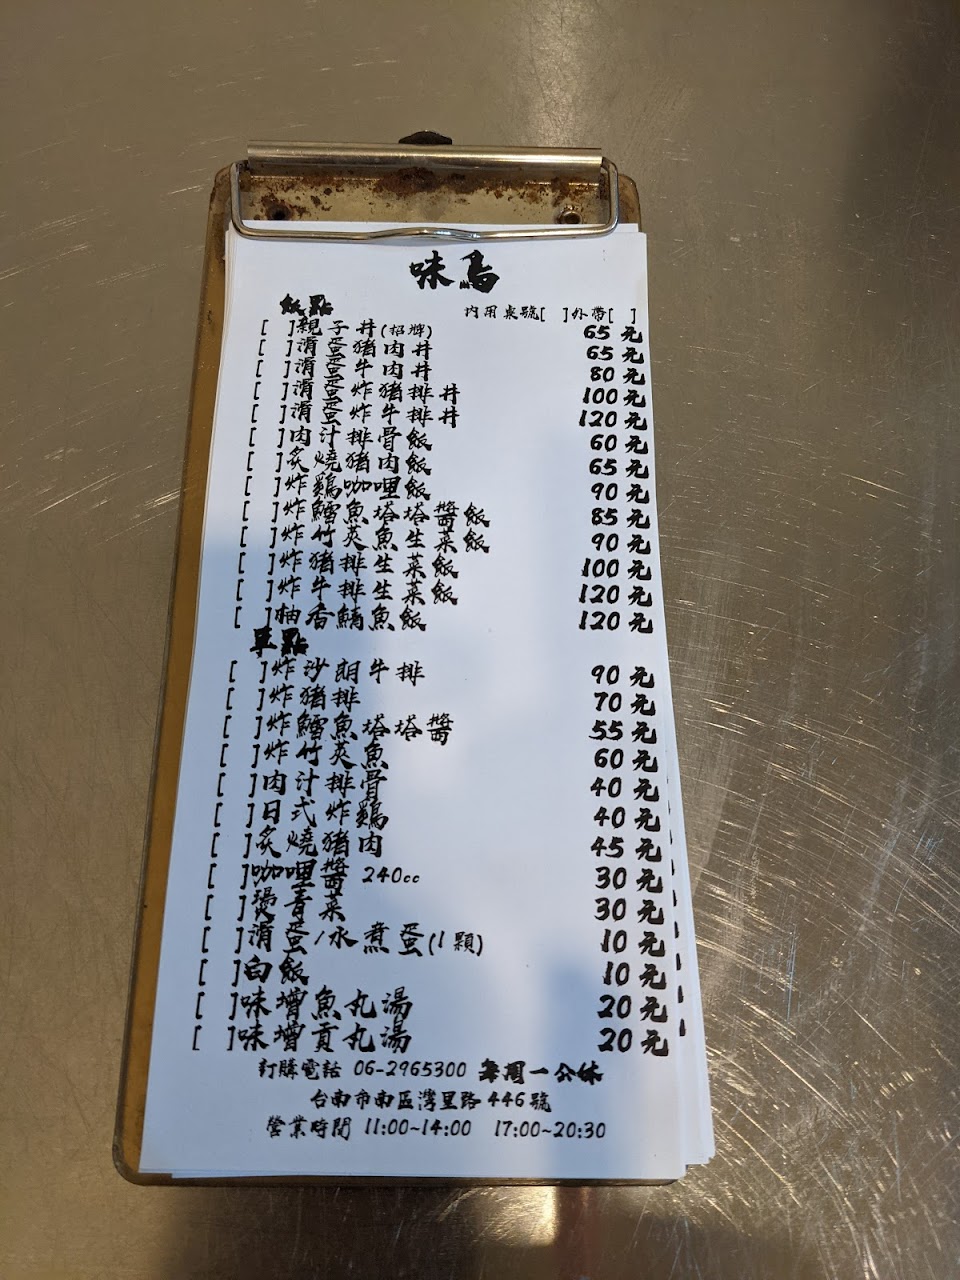 味鳥
飯點 內用桌號[ ]外帶[ ]
[ ]親子丼(招牌) 65元
[ ]滑蛋豬肉丼 65元
[ ]滑蛋牛肉丼 80元
[ ]滑蛋炸豬排丼 100元
[ ]滑蛋炸牛排丼 120元
[ ]肉汁排骨飯 60元
[ ]炙燒豬肉飯 65元
[ ]炸鷄咖哩飯 90元
[ ]炸鱈魚塔塔醬飯 85元
[ ]炸竹莢魚生菜飯 90元
[ ]炸豬排生菜飯 100元
[ ]炸牛排生菜飯 120元
[ ]柚香鯖魚飯 120元
單點
[ ]炸沙朗牛排 90元
[ ]炸豬排 70元
[ ]炸鱈魚塔塔醬 55元
[ ]炸竹莢魚 60元
[ ]肉汁排骨 40元
[ ]日式炸鷄 40元
[ ]炙燒豬肉 45元
[ ]咖哩醬 240cc 30元
[ ]燙青菜 30元
[ ]滑蛋/水煮蛋(1顆) 10元
[ ]白飯 10元
[ ]味增魚丸湯 20元
[ ]味增貢丸湯 20元
訂購電話 06-2965300 每周一公休
台南市南區灣里路446號
營業時間 11:00~14:00 17:00~20:30